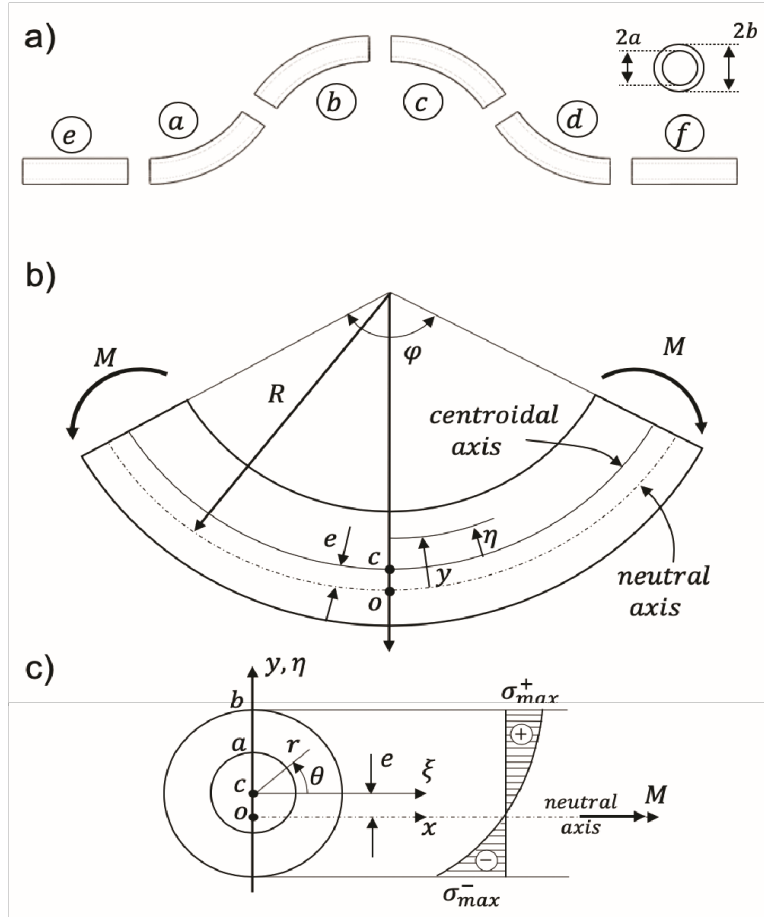 a)
2a
2b
e
a
b
c
d
f
b)
M
φ
M
R
centroidal
axis
e
c
η
y
o
neutral
axis
c)
y, η
b
σ⁺max
a
r
θ
e
ξ
+
c
o
x
neutral
axis
M
−
σ⁻max